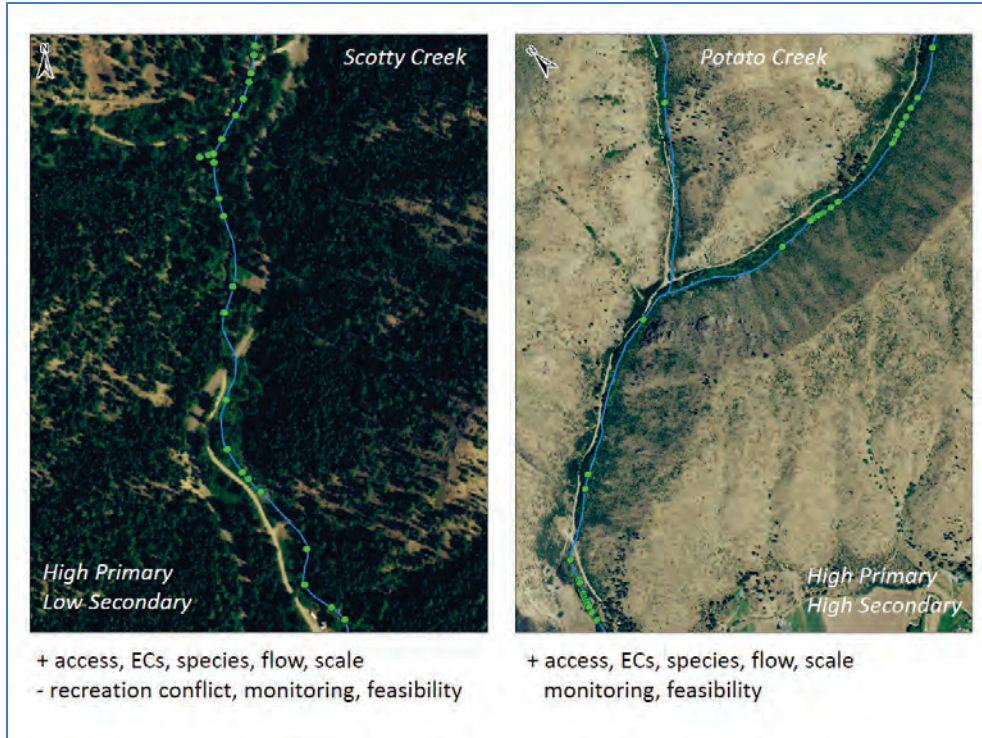 N
Scotty Creek
High Primary
Low Secondary
+ access, ECs, species, flow, scale
- recreation conflict, monitoring, feasibility
N
Potato Creek
High Primary
High Secondary
+ access, ECs, species, flow, scale
monitoring, feasibility